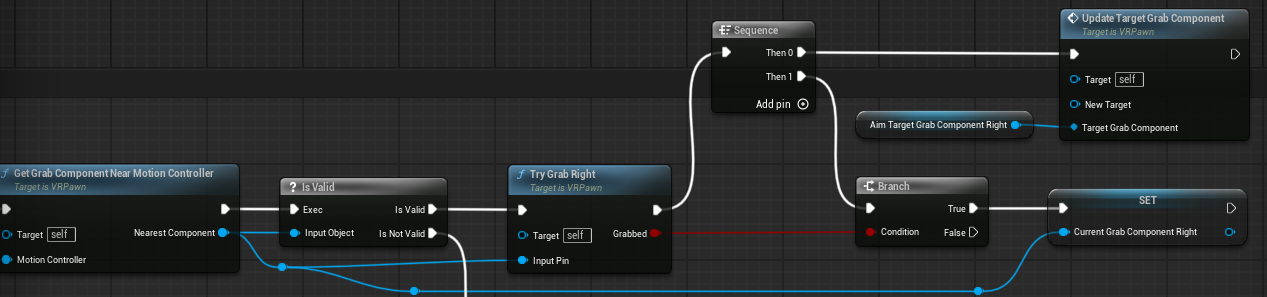 Sequence
Then 0
Then 1
Add pin
Update Target Grab Component
Target is VRPawn
Target self
New Target
Target Grab Component
Aim Target Grab Component Right
Get Grab Component Near Motion Controller
Target is VRPawn
Target self
Nearest Component
Motion Controller
? Is Valid
Exec
Is Valid
Input Object
Is Not Valid
f Try Grab Right
Target is VRPawn
Target self
Grabbed
Input Pin
Branch
True
Condition
False
SET
Current Grab Component Right